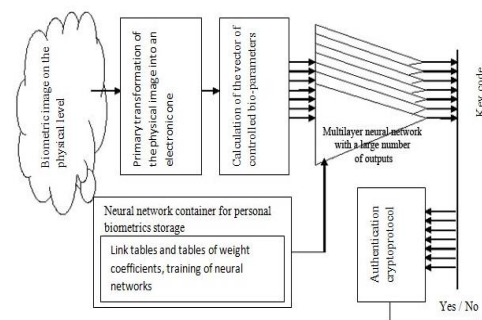 Biometric image on the
physical level
Primary transformation of
the physical image into an
electronic one
Calculation of the vector of
controlled bio-parameters
Multilayer neural network
with a large number
of outputs
Key code
Neural network container for personal
biometrics storage
Link tables and tables of weight
coefficients, training of neural
networks
Authentication
cryptoprotocol
Yes / No